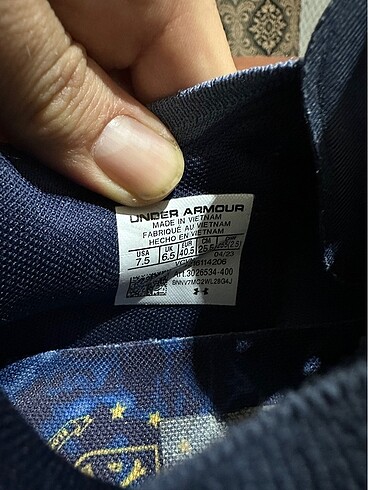 UNDER ARMOUR
MADE IN VIETNAM
FABRIQUÉ AU VIETNAM
HECHO EN VIETNAM
USA UK EUR CM
7.5 6.5 40.5 25.5
04/23
Art.3026534-400